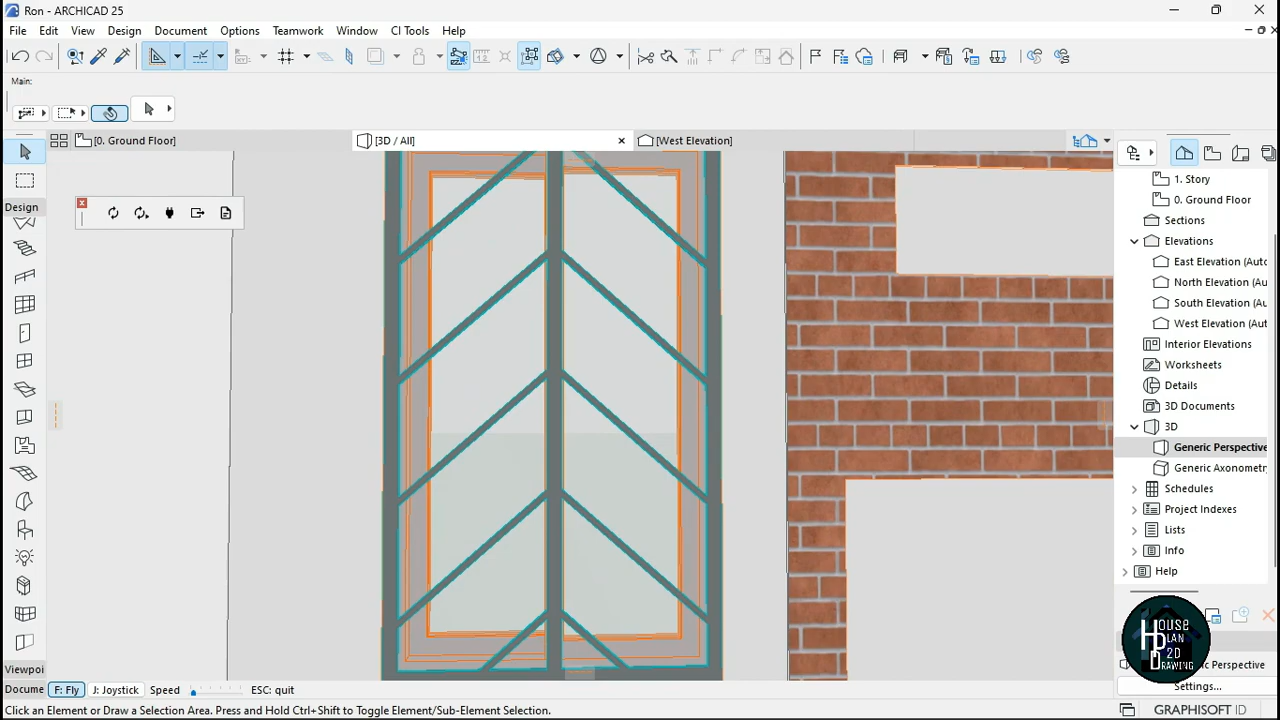 Ron - ARCHICAD 25
File Edit View Design Document Options Teamwork Window CI Tools Help
Main:
[0. Ground Floor]
[3D / All]
[West Elevation]
Design
1. Story
0. Ground Floor
Sections
Elevations
East Elevation (Auto
North Elevation (Au
South Elevation (Au
West Elevation (Aut
Interior Elevations
Worksheets
Details
3D Documents
3D
Generic Perspective
Generic Axonometr
Schedules
Project Indexes
Lists
Info
Help
HOUSE
PLAN
2D
DRAWING
Perspective
Settings...
Viewpoi
Docume
F: Fly J: Joystick Speed ESC: quit
Click an Element or Draw a Selection Area. Press and Hold Ctrl+Shift to Toggle Element/Sub-Element Selection.
GRAPHISOFT ID